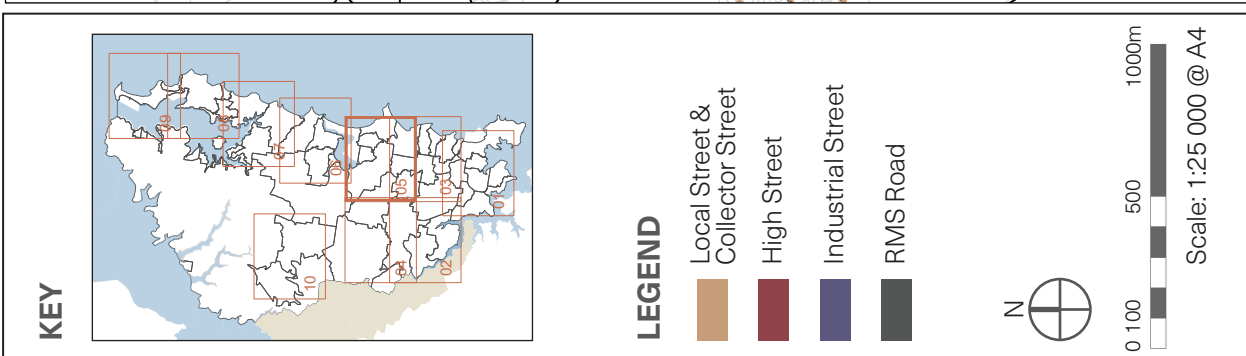 KEY
09
08
07
06
05
03
01
10
04
02
LEGEND
Local Street &
Collector Street
High Street
Industrial Street
RMS Road
N
0 100 500 1000m
Scale: 1:25 000 @ A4